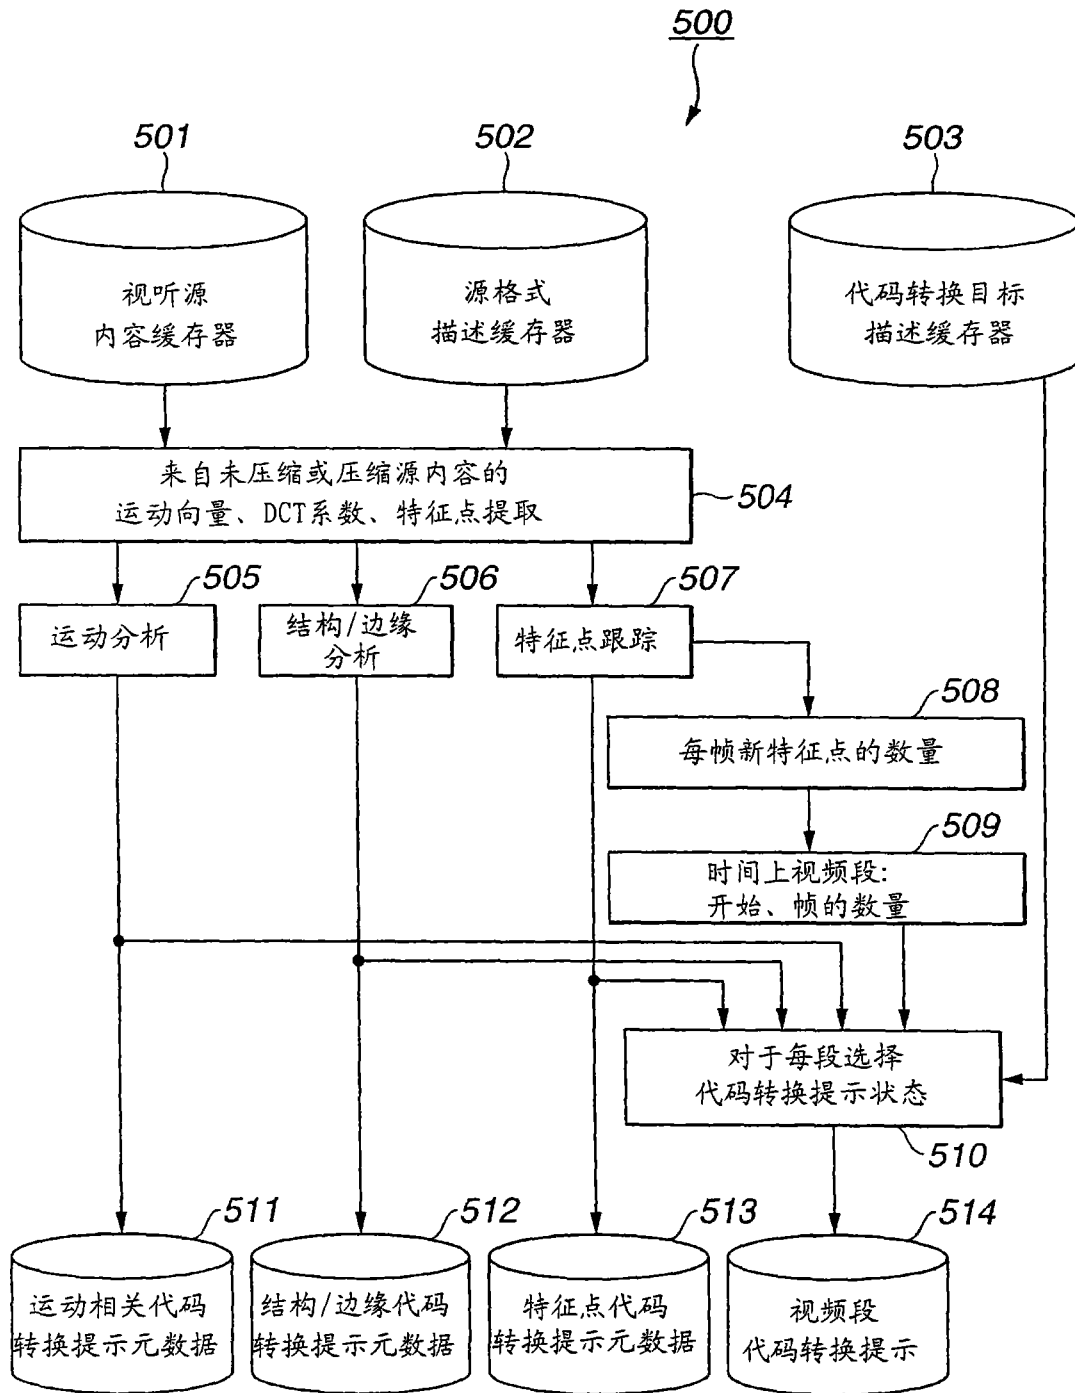 500
501
502
503
视听源
内容缓存器
源格式
描述缓存器
代码转换目标
描述缓存器
来自未压缩或压缩源内容的
运动向量、DCT系数、特征点提取
504
505
506
507
运动分析
结构/边缘
分析
特征点跟踪
508
每帧新特征点的数量
509
时间上视频段:
开始、帧的数量
对于每段选择
代码转换提示状态
510
511
512
513
514
运动相关代码
转换提示元数据
结构/边缘代码
转换提示元数据
特征点代码
转换提示元数据
视频段
代码转换提示